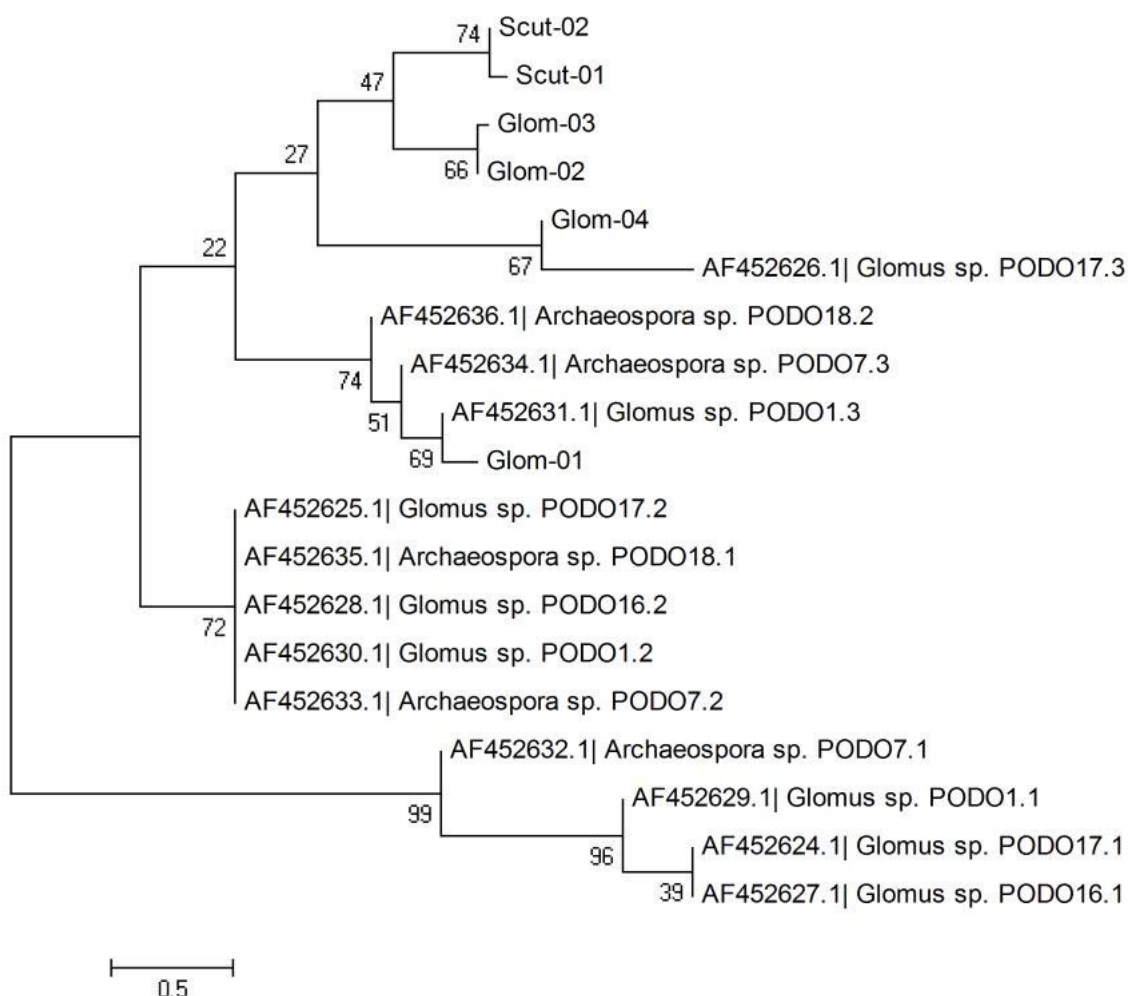 74
Scut-02
Scut-01
47
Glom-03
66
Glom-02
27
Glom-04
22
67
AF452626.1| Glomus sp. PODO17.3
AF452636.1| Archaeospora sp. PODO18.2
AF452634.1| Archaeospora sp. PODO7.3
74
AF452631.1| Glomus sp. PODO1.3
51
69
Glom-01
AF452625.1| Glomus sp. PODO17.2
AF452635.1| Archaeospora sp. PODO18.1
AF452628.1| Glomus sp. PODO16.2
72
AF452630.1| Glomus sp. PODO1.2
AF452633.1| Archaeospora sp. PODO7.2
AF452632.1| Archaeospora sp. PODO7.1
99
AF452629.1| Glomus sp. PODO1.1
96
AF452624.1| Glomus sp. PODO17.1
39
AF452627.1| Glomus sp. PODO16.1
0.5